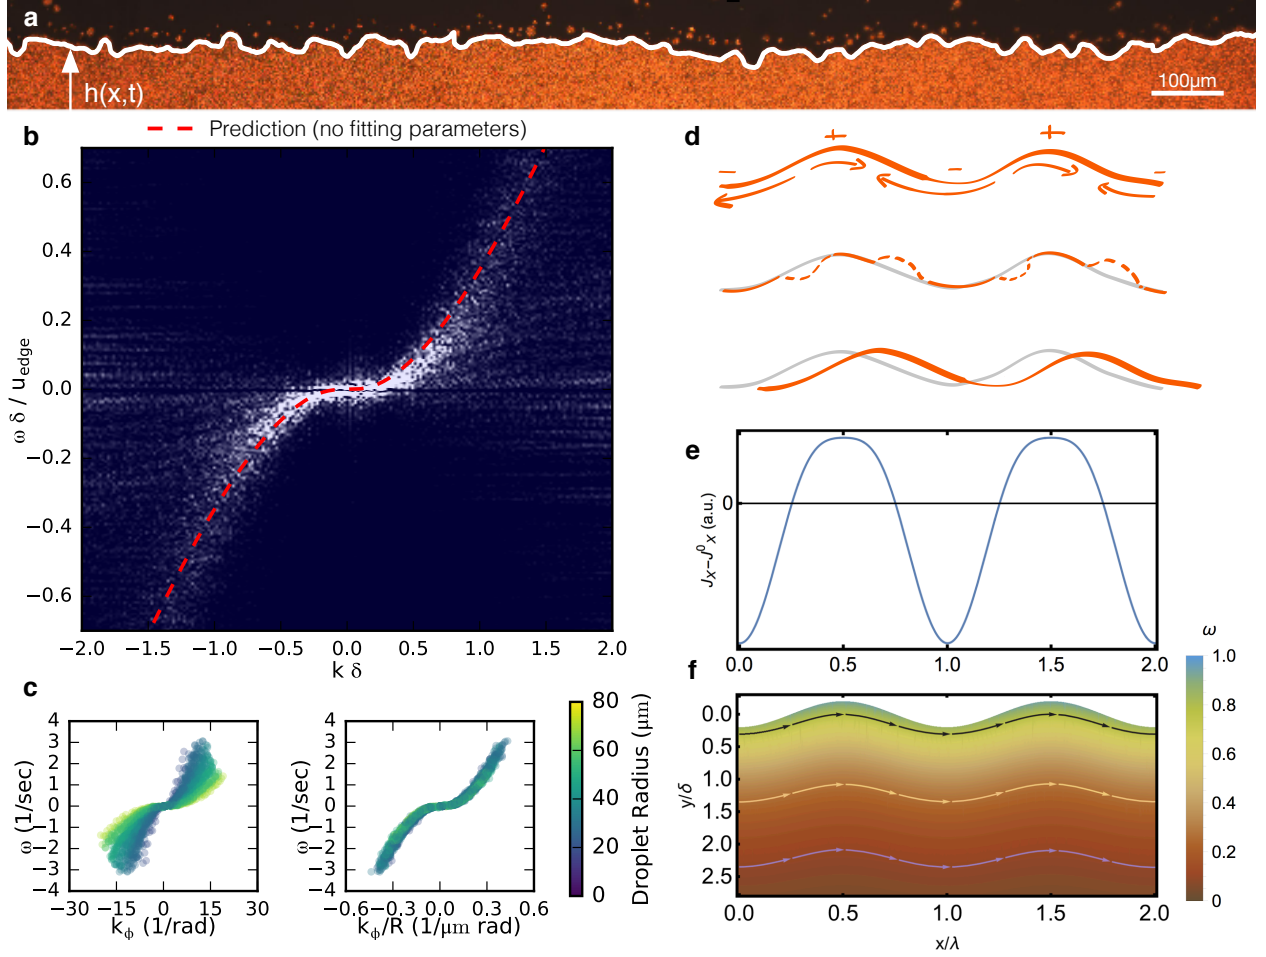 a
h(x,t)
100μm
b
Prediction (no fitting parameters)
0.6
0.4
0.2
0.0
−0.2
−0.4
−0.6
ω δ / u_edge
−2.0 −1.5 −1.0 −0.5 0.0 0.5 1.0 1.5 2.0
k δ
c
4
3
2
1
0
−1
−2
−3
−4
ω (1/sec)
−30 −15 0 15 30
k_ϕ (1/rad)
4
3
2
1
0
−1
−2
−3
−4
ω (1/sec)
−0.6 −0.3 0.0 0.3 0.6
k_ϕ/R (1/μm rad)
80
60
40
20
0
Droplet Radius (μm)
d
+ +
− − −
e
0
J_X−J⁰_X (a.u.)
0.0 0.5 1.0 1.5 2.0
f
0.0
0.5
1.0
1.5
2.0
2.5
y/δ
0.0 0.5 1.0 1.5 2.0
x/λ
ω
1.0
0.8
0.6
0.4
0.2
0